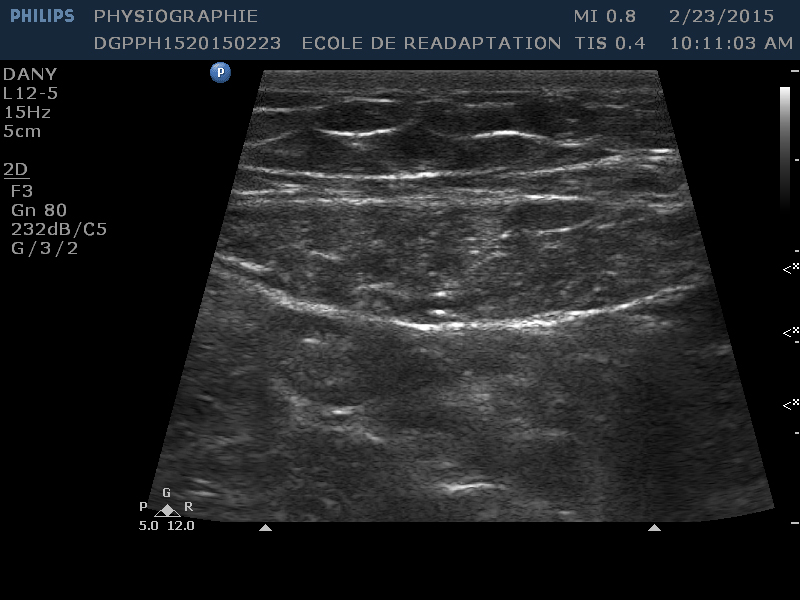 PHILIPS PHYSIOGRAPHIE MI 0.8 2/23/2015
DGPPH1520150223 ECOLE DE READAPTATION TIS 0.4 10:11:03 AM
DANY
L12-5
15Hz
5cm
P
2D
F3
Gn 80
232dB/C5
G/3/2
G
P R
5.0 12.0